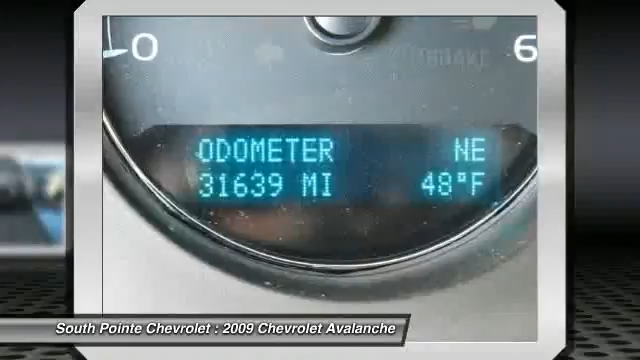 0
6
ODOMETER NE
31639 MI 48°F
South Pointe Chevrolet : 2009 Chevrolet Avalanche